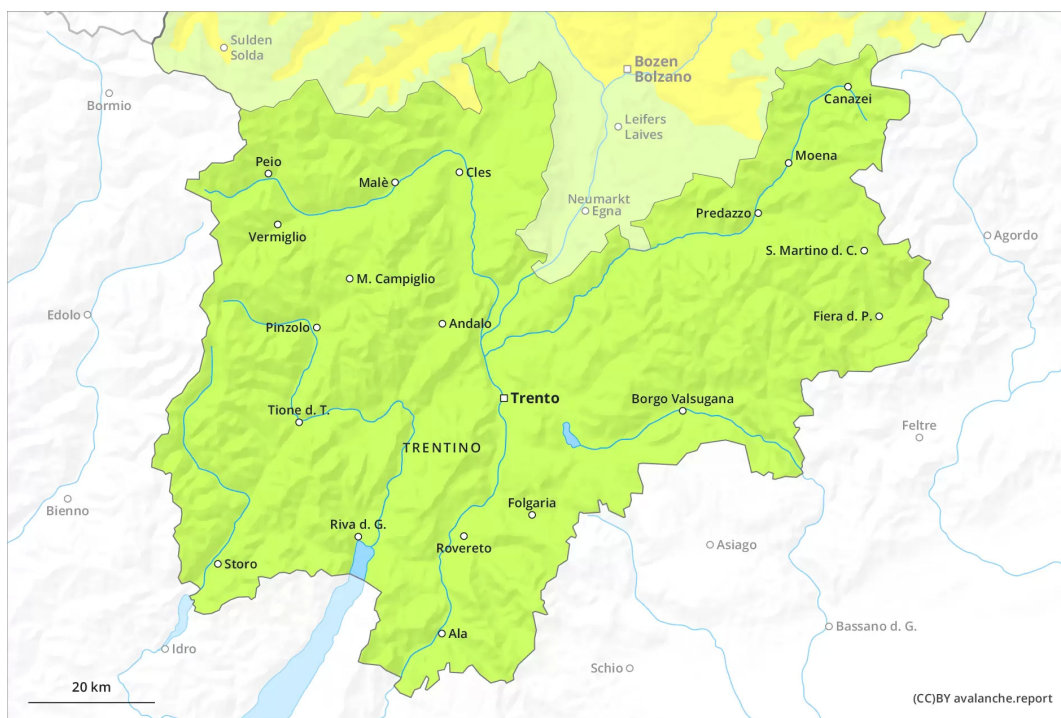 Sulden
Solda
Bozen
Bolzano
Bormio
Canazei
Leifers
Laives
Peio
Malè
Cles
Moena
Neumarkt
Egna
Predazzo
Vermiglio
Agordo
S. Martino d. C.
M. Campiglio
Edolo
Pinzolo
Andalo
Fiera d. P.
Trento
Borgo Valsugana
Tione d. T.
Feltre
TRENTINO
Bienno
Folgaria
Riva d. G.
Rovereto
Asiago
Storo
Bassano d. G.
Ala
Idro
Schio
20 km
(CC)BY avalanche.report